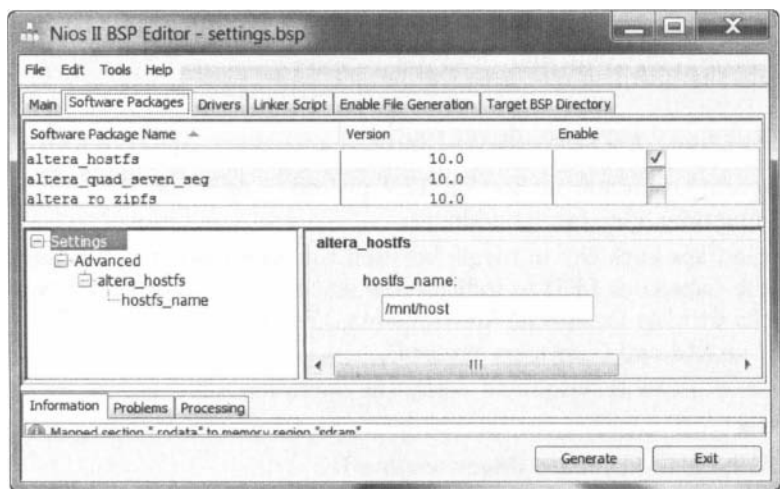 Nios II BSP Editor - settings.bsp
File Edit Tools Help
Main Software Packages Drivers Linker Script Enable File Generation Target BSP Directory
Software Package Name Version Enable
altera_hostfs 10.0
altera_quad_seven_seg 10.0
altera_ro_zipfs 10.0
Settings
Advanced
altera_hostfs
hostfs_name
altera_hostfs
hostfs_name:
/mnt/host
Information Problems Processing
Mapped section ".rodata" to memory region "sdram"
Generate Exit